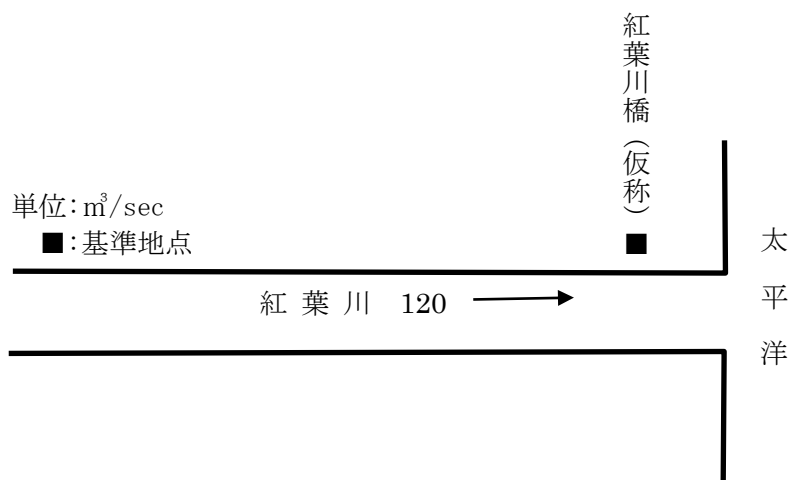 紅葉川橋（仮称）
単位：㎥/sec
■：基準地点
■
紅葉川 120
太平洋